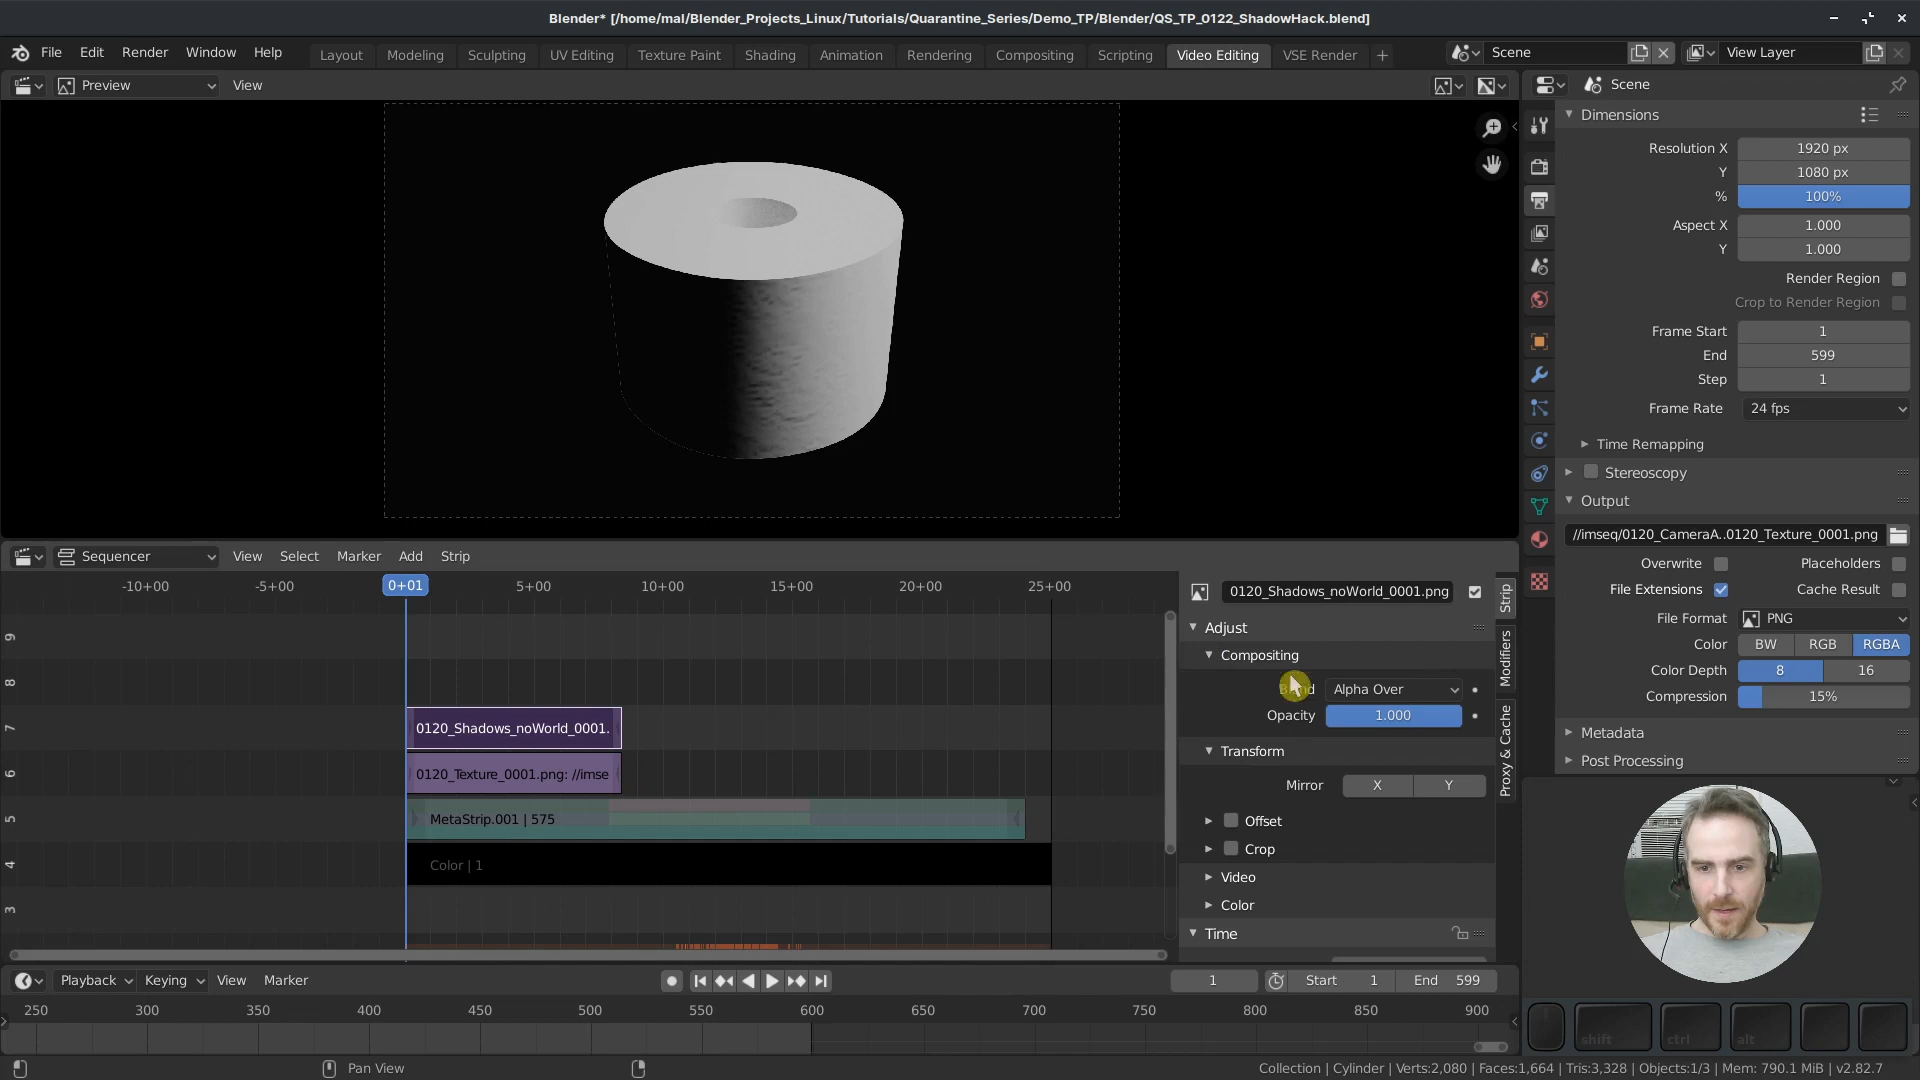 Blender* [/home/mal/Blender_Projects_Linux/Tutorials/Quarantine_Series/Demo_TP/Blender/QS_TP_0122_ShadowHack.blend]
File Edit Render Window Help Layout Modeling Sculpting UV Editing Texture Paint Shading Animation Rendering Compositing Scripting Video Editing VSE Render + Scene View Layer
Preview View
Scene
Dimensions
Resolution X 1920 px
Y 1080 px
% 100%
Aspect X 1.000
Y 1.000
Render Region
Crop to Render Region
Frame Start 1
End 599
Step 1
Frame Rate 24 fps
Time Remapping
Stereoscopy
Output
//imseq/0120_CameraA..0120_Texture_0001.png
Overwrite Placeholders
File Extensions Cache Result
File Format PNG
Color BW RGB RGBA
Color Depth 8 16
Compression 15%
Metadata
Post Processing
Sequencer View Select Marker Add Strip
-10+00 -5+00 0+01 5+00 10+00 15+00 20+00 25+00
9
8
7
6
5
4
3
0120_Shadows_noWorld_0001.
0120_Texture_0001.png: //imse
MetaStrip.001 | 575
Color | 1
0120_Shadows_noWorld_0001.png
Adjust
Compositing
Blend Alpha Over
Opacity 1.000
Transform
Mirror X Y
Offset
Crop
Video
Color
Time
Strip
Modifiers
Proxy & Cache
Playback Keying View Marker 1 Start 1 End 599
250 300 350 400 450 500 550 600 650 700 750 800 850 900
shift ctrl alt
Pan View
Collection | Cylinder | Verts:2,080 | Faces:1,664 | Tris:3,328 | Objects:1/3 | Mem: 790.1 MiB | v2.82.7